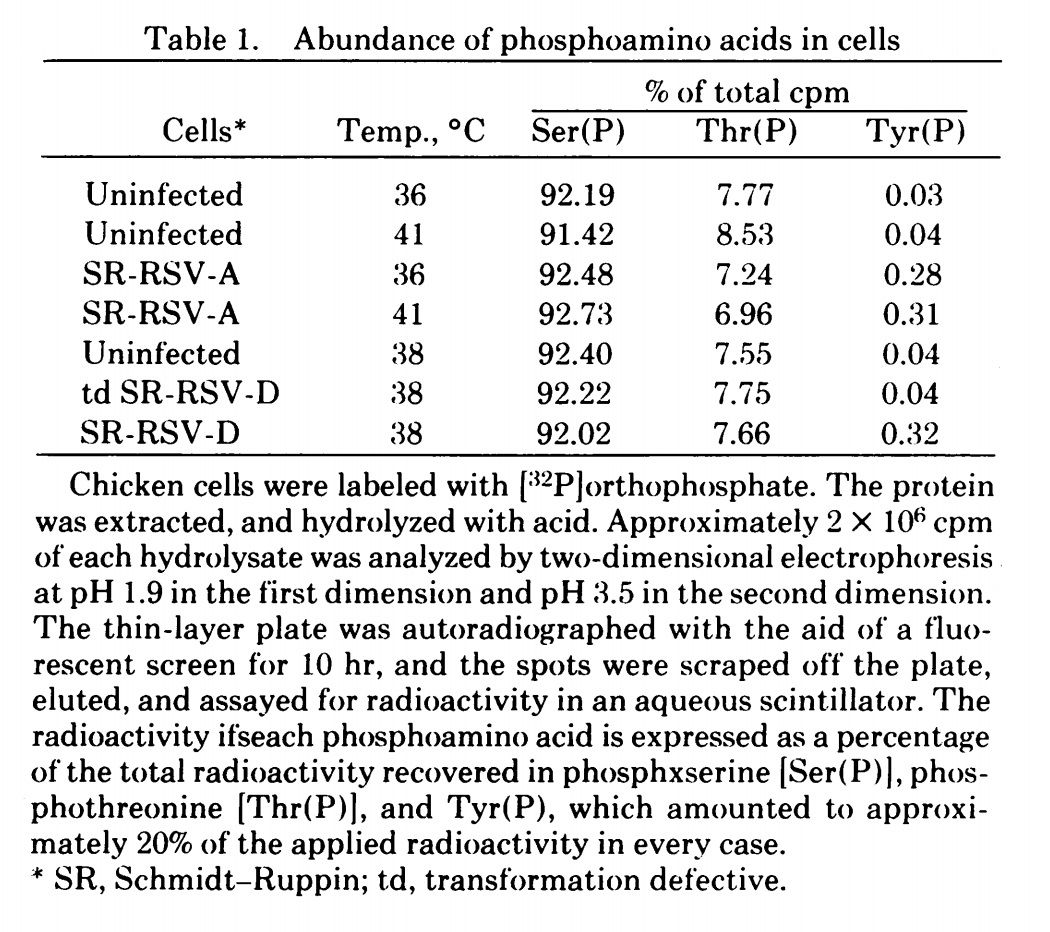 Table 1. Abundance of phosphoamino acids in cells
% of total cpm
Cells* Temp., °C Ser(P) Thr(P) Tyr(P)
Uninfected 36 92.19 7.77 0.03
Uninfected 41 91.42 8.53 0.04
SR-RSV-A 36 92.48 7.24 0.28
SR-RSV-A 41 92.73 6.96 0.31
Uninfected 38 92.40 7.55 0.04
td SR-RSV-D 38 92.22 7.75 0.04
SR-RSV-D 38 92.02 7.66 0.32
Chicken cells were labeled with [³²P]orthophosphate. The protein
was extracted, and hydrolyzed with acid. Approximately 2 × 10⁶ cpm
of each hydrolysate was analyzed by two-dimensional electrophoresis
at pH 1.9 in the first dimension and pH 3.5 in the second dimension.
The thin-layer plate was autoradiographed with the aid of a fluo-
rescent screen for 10 hr, and the spots were scraped off the plate,
eluted, and assayed for radioactivity in an aqueous scintillator. The
radioactivity ifseach phosphoamino acid is expressed as a percentage
of the total radioactivity recovered in phosphxserine [Ser(P)], phos-
phothreonine [Thr(P)], and Tyr(P), which amounted to approxi-
mately 20% of the applied radioactivity in every case.
* SR, Schmidt–Ruppin; td, transformation defective.